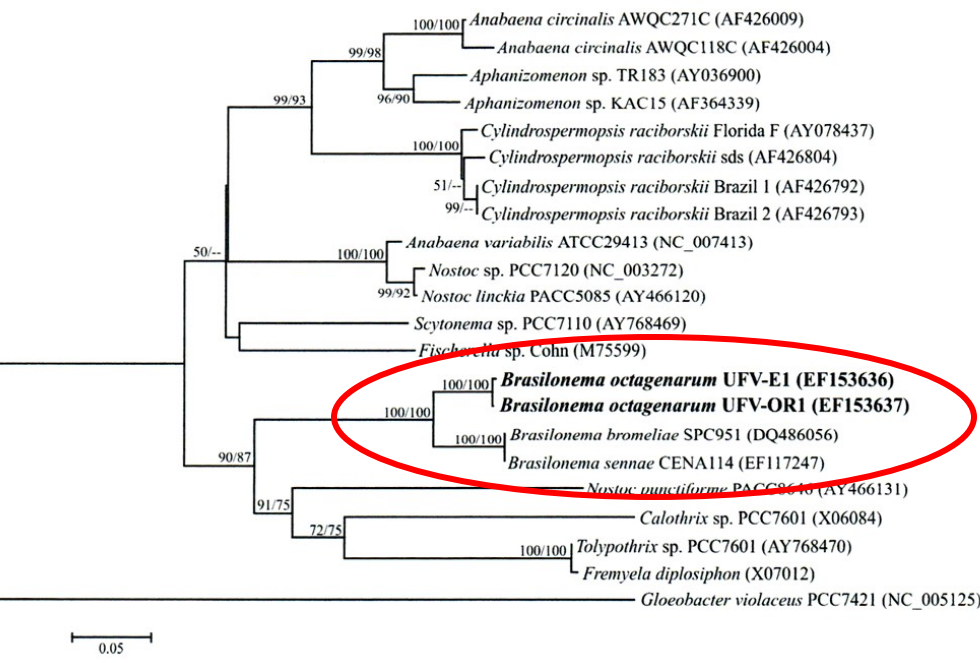 100/100 Anabaena circinalis AWQC271C (AF426009)
99/98 Anabaena circinalis AWQC118C (AF426004)
Aphanizomenon sp. TR183 (AY036900)
99/93 96/90 Aphanizomenon sp. KAC15 (AF364339)
Cylindrospermopsis raciborskii Florida F (AY078437)
100/100 Cylindrospermopsis raciborskii sds (AF426804)
51/-- Cylindrospermopsis raciborskii Brazil 1 (AF426792)
99/-- Cylindrospermopsis raciborskii Brazil 2 (AF426793)
50/-- 100/100 Anabaena variabilis ATCC29413 (NC_007413)
Nostoc sp. PCC7120 (NC_003272)
99/92 Nostoc linckia PACC5085 (AY466120)
Scytonema sp. PCC7110 (AY768469)
Fischerella sp. Cohn (M75599)
100/100 Brasilonema octagenarum UFV-E1 (EF153636)
100/100 Brasilonema octagenarum UFV-OR1 (EF153637)
100/100 Brasilonema bromeliae SPC951 (DQ486056)
90/87 Brasilonema sennae CENA114 (EF117247)
Nostoc punctiforme PACC8646 (AY466131)
91/75 Calothrix sp. PCC7601 (X06084)
72/75
100/100 Tolypothrix sp. PCC7601 (AY768470)
Fremyela diplosiphon (X07012)
Gloeobacter violaceus PCC7421 (NC_005125)
0.05